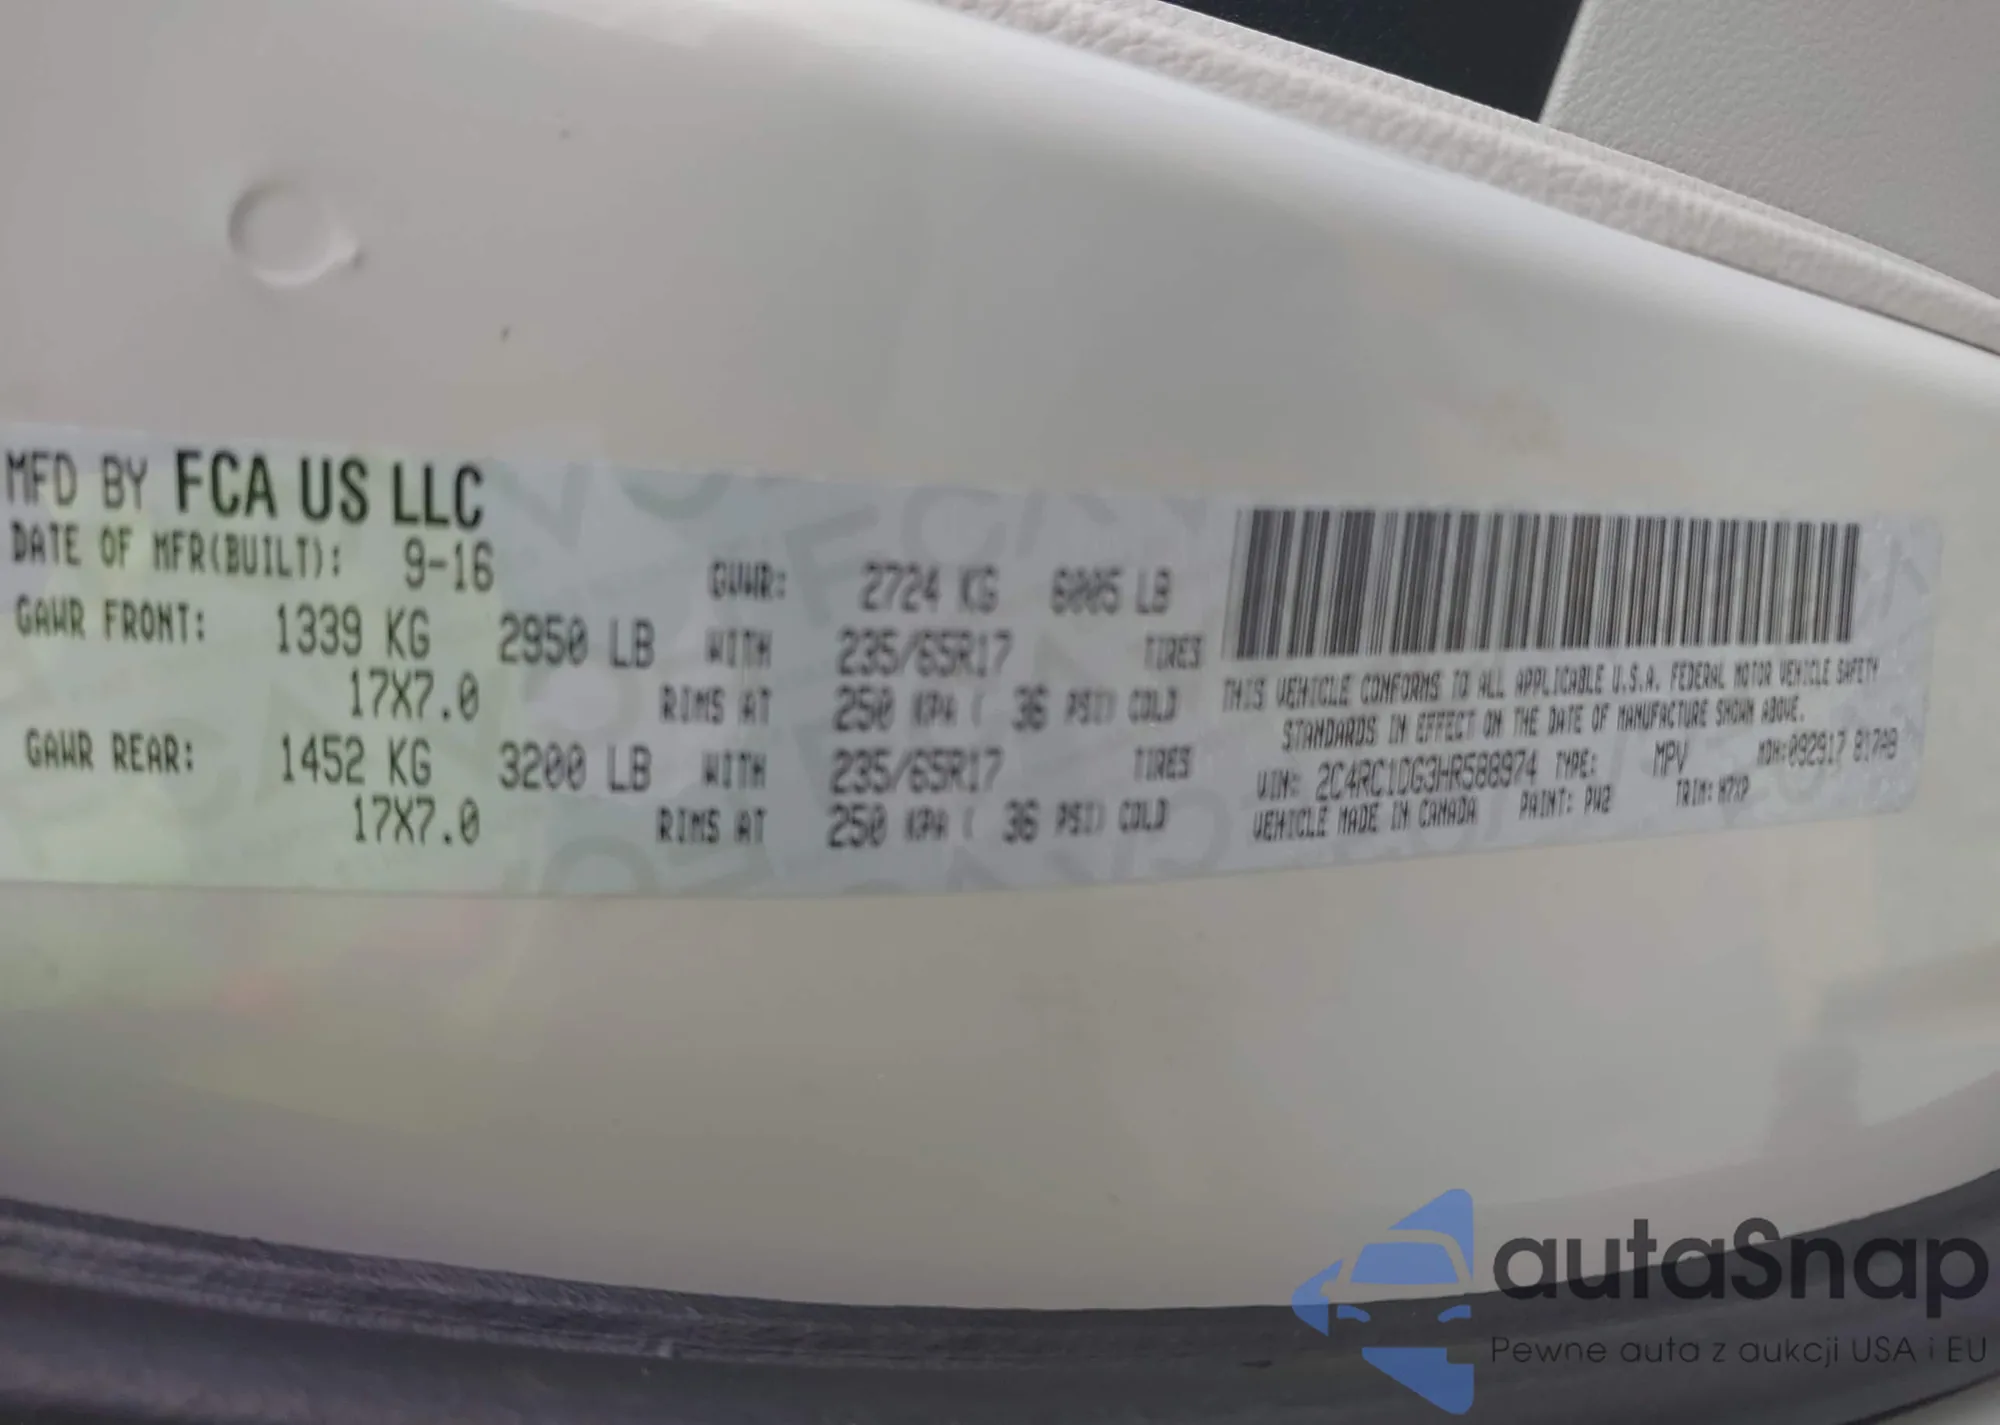 MFD BY FCA US LLC
DATE OF MFR(BUILT): 9-16
GVWR: 2724 KG 6005 LB
GAWR FRONT: 1339 KG 2950 LB WITH 235/65R17 TIRES
17X7.0 RIMS AT 250 KPA ( 36 PSI) COLD
GAWR REAR: 1452 KG 3200 LB WITH 235/65R17 TIRES
17X7.0 RIMS AT 250 KPA ( 36 PSI) COLD
THIS VEHICLE CONFORMS TO ALL APPLICABLE U.S.A. FEDERAL MOTOR VEHICLE SAFETY
STANDARDS IN EFFECT ON THE DATE OF MANUFACTURE SHOWN ABOVE.
VIN: 2C4RC1DG3HR588974 TYPE: MPV MDH:092917
VEHICLE MADE IN CANADA PAINT: PW2 TRIM:
autaSnap
Pewne auta z aukcji USA i EU